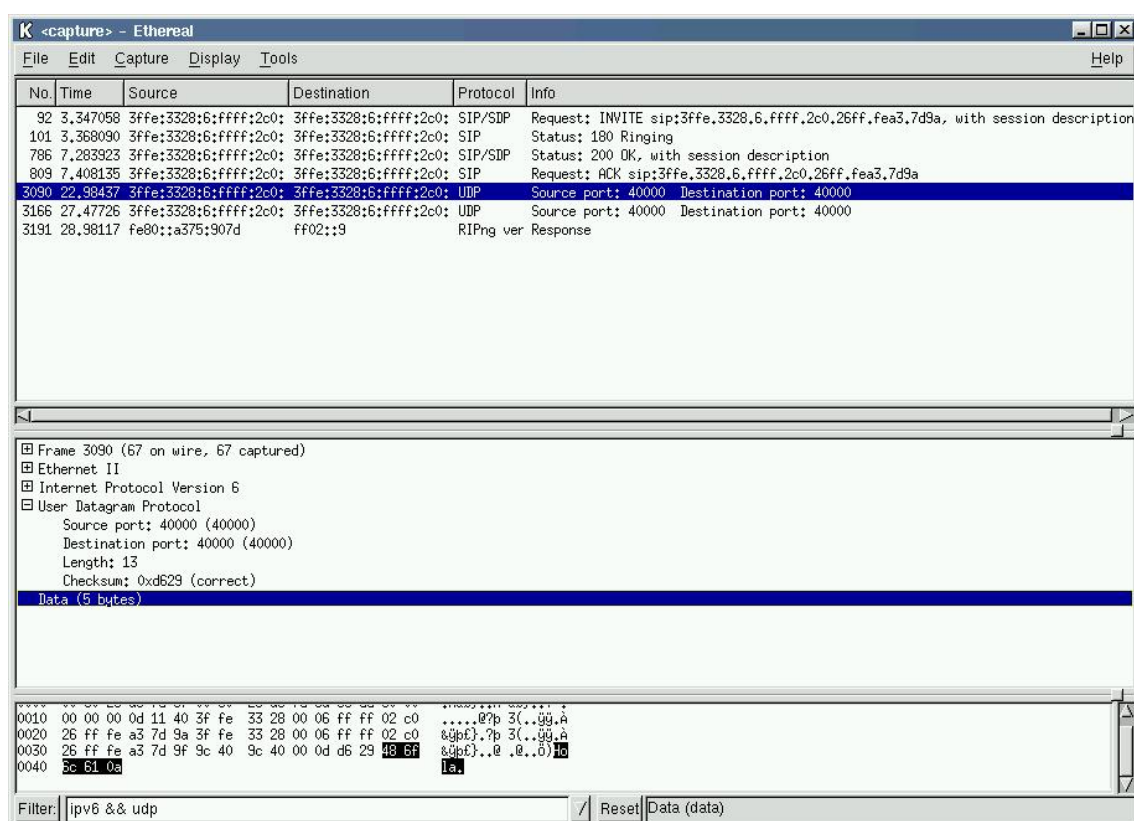 <capture> - Ethereal
File Edit Capture Display Tools Help
No. Time Source Destination Protocol Info
92 3.347058 3ffe:3328:6:ffff:2c0: 3ffe:3328:6:ffff:2c0: SIP/SDP Request: INVITE sip:3ffe.3328.6.ffff.2c0.26ff.fea3.7d9a, with session description
101 3.368090 3ffe:3328:6:ffff:2c0: 3ffe:3328:6:ffff:2c0: SIP Status: 180 Ringing
786 7.283923 3ffe:3328:6:ffff:2c0: 3ffe:3328:6:ffff:2c0: SIP/SDP Status: 200 OK, with session description
809 7.408135 3ffe:3328:6:ffff:2c0: 3ffe:3328:6:ffff:2c0: SIP Request: ACK sip:3ffe.3328.6.ffff.2c0.26ff.fea3.7d9a
3090 22.98437 3ffe:3328:6:ffff:2c0: 3ffe:3328:6:ffff:2c0: UDP Source port: 40000 Destination port: 40000
3166 27.47726 3ffe:3328:6:ffff:2c0: 3ffe:3328:6:ffff:2c0: UDP Source port: 40000 Destination port: 40000
3191 28.98117 fe80::a375:907d ff02::9 RIPng ver Response
Frame 3090 (67 on wire, 67 captured)
Ethernet II
Internet Protocol Version 6
User Datagram Protocol
Source port: 40000 (40000)
Destination port: 40000 (40000)
Length: 13
Checksum: 0xd629 (correct)
Data (5 bytes)
0010 00 00 00 0d 11 40 3f fe 33 28 00 06 ff ff 02 c0 .....@?þ 3(..ÿÿ.À
0020 26 ff fe a3 7d 9a 3f fe 33 28 00 06 ff ff 02 c0 &ÿþ£}.?þ 3(..ÿÿ.À
0030 26 ff fe a3 7d 9f 9c 40 9c 40 00 0d d6 29 48 6f &ÿþ£}..@ .@..Ö)Ho
0040 6c 61 0a la.
Filter: ipv6 && udp Reset Data (data)